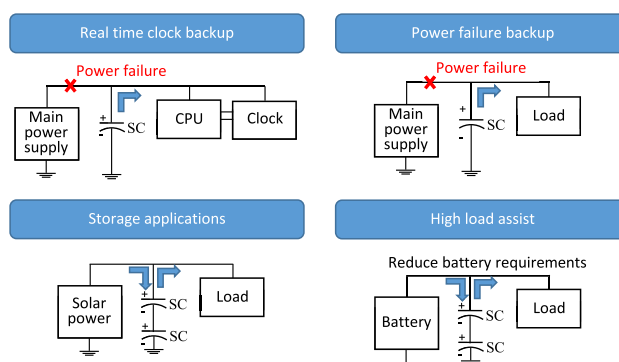 Real time clock backup
Power failure
Main
power
supply
+
SC
-
CPU
Clock
Power failure backup
Power failure
Main
power
supply
+
SC
-
Load
Storage applications
Solar
power
+
SC
-
+
SC
-
Load
High load assist
Reduce battery requirements
Battery
+
SC
-
+
SC
-
Load